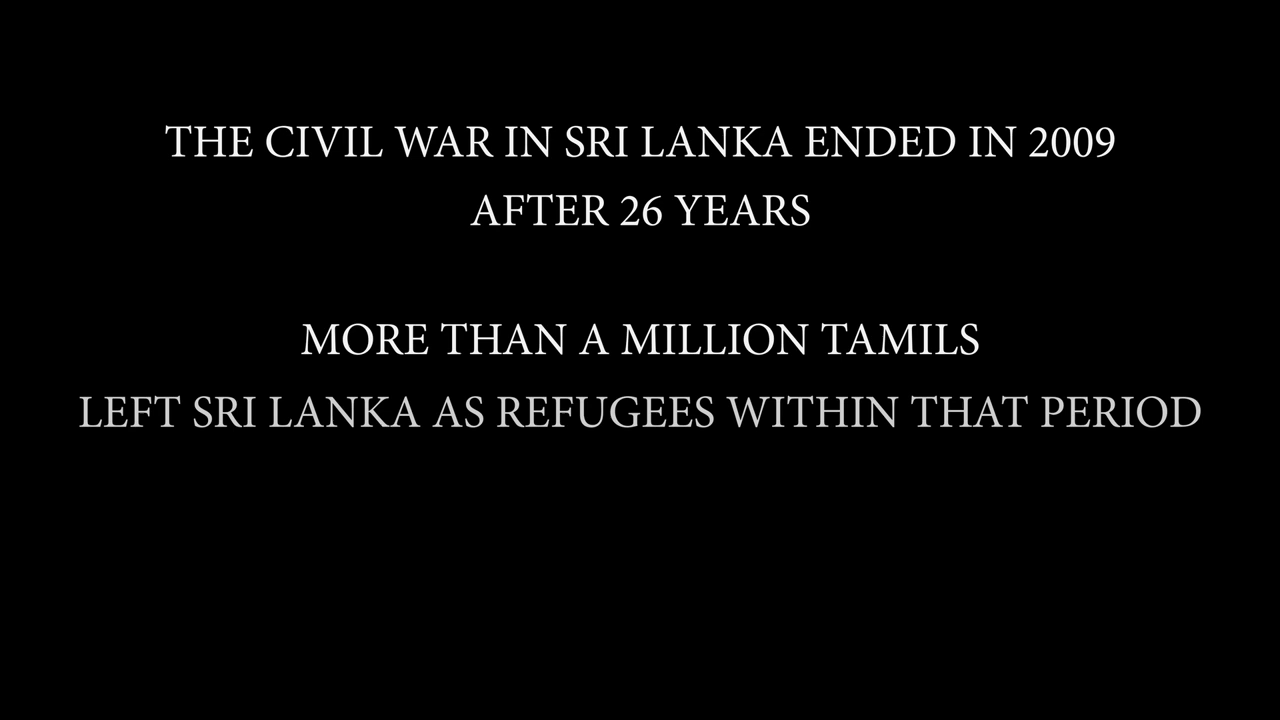 THE CIVIL WAR IN SRI LANKA ENDED IN 2009
AFTER 26 YEARS
MORE THAN A MILLION TAMILS
LEFT SRI LANKA AS REFUGEES WITHIN THAT PERIOD